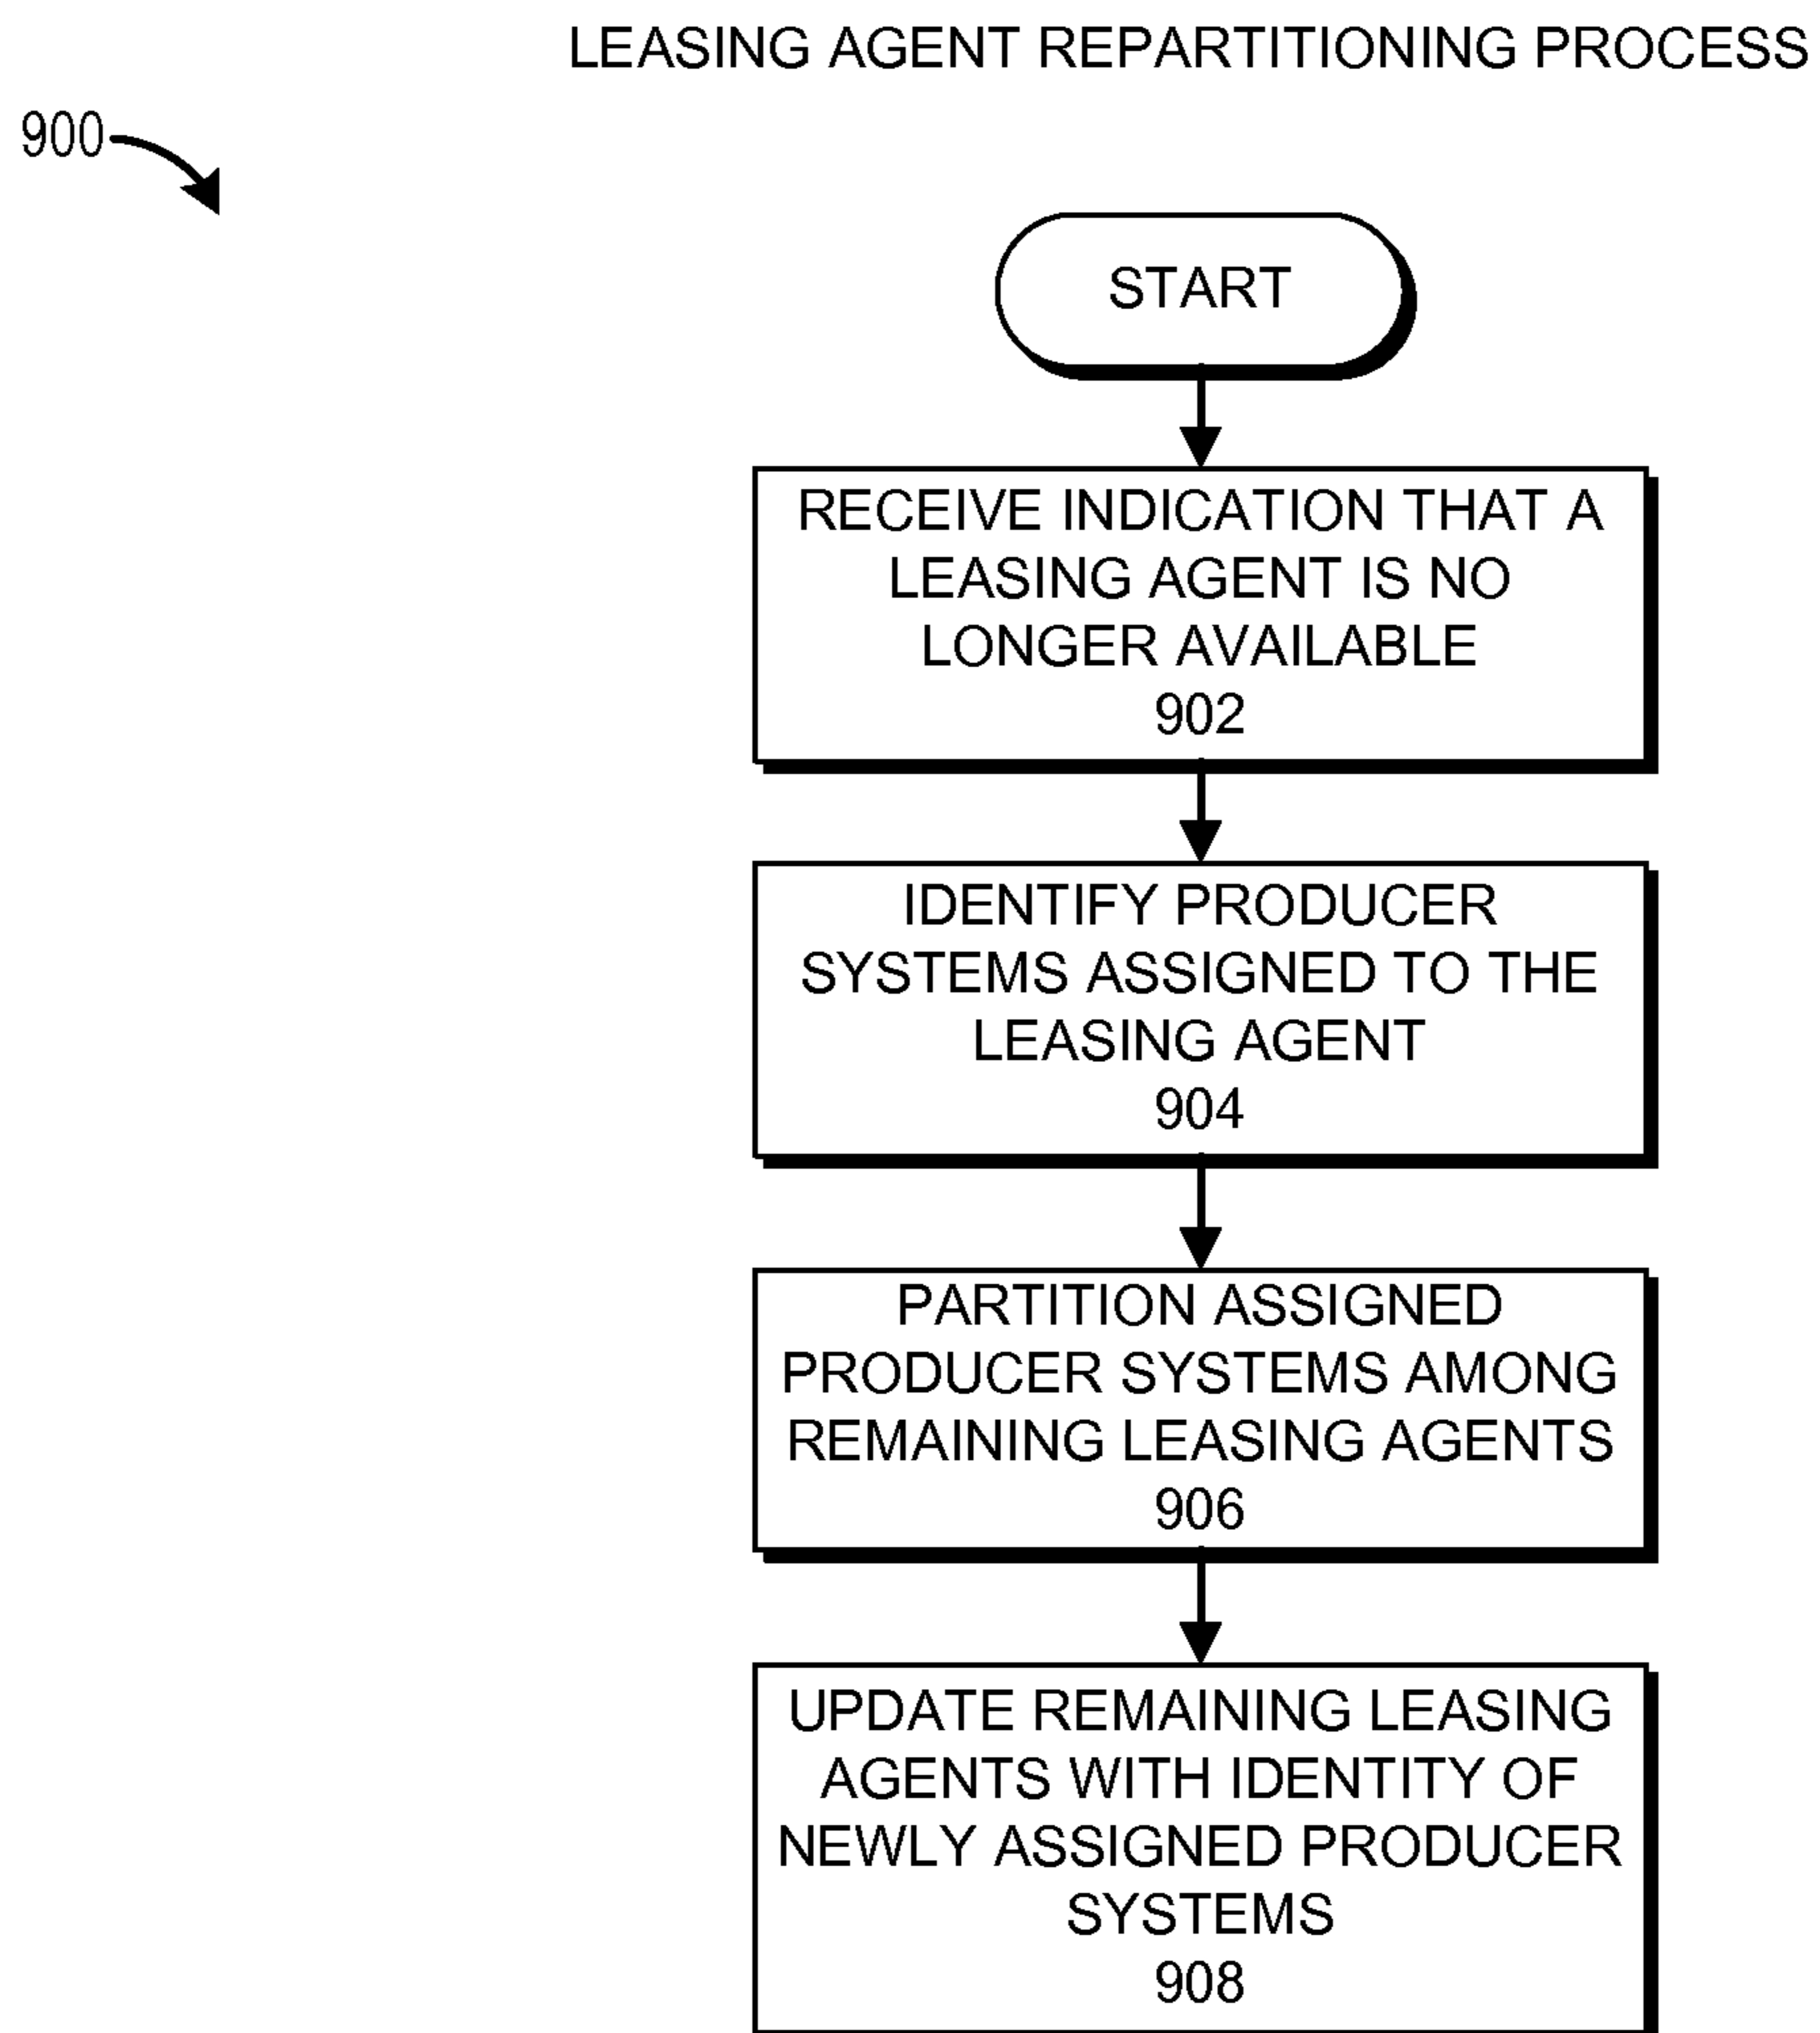 LEASING AGENT REPARTITIONING PROCESS
900
START
RECEIVE INDICATION THAT A
LEASING AGENT IS NO
LONGER AVAILABLE
902
IDENTIFY PRODUCER
SYSTEMS ASSIGNED TO THE
LEASING AGENT
904
PARTITION ASSIGNED
PRODUCER SYSTEMS AMONG
REMAINING LEASING AGENTS
906
UPDATE REMAINING LEASING
AGENTS WITH IDENTITY OF
NEWLY ASSIGNED PRODUCER
SYSTEMS
908